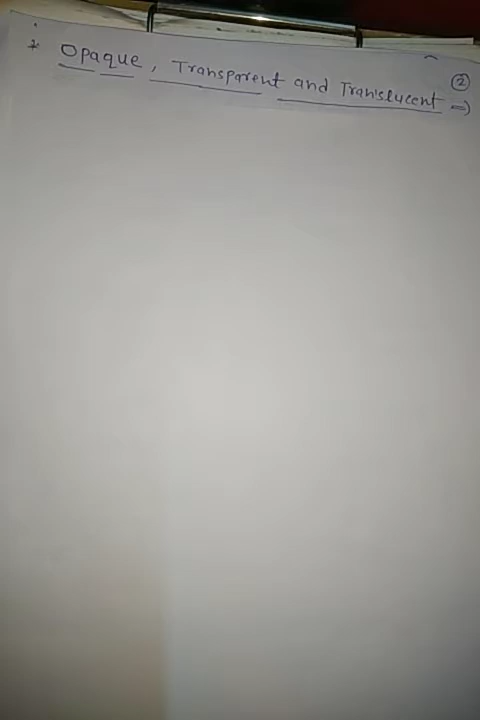 ②
* Opaque, Transparent and Translucent ⇒